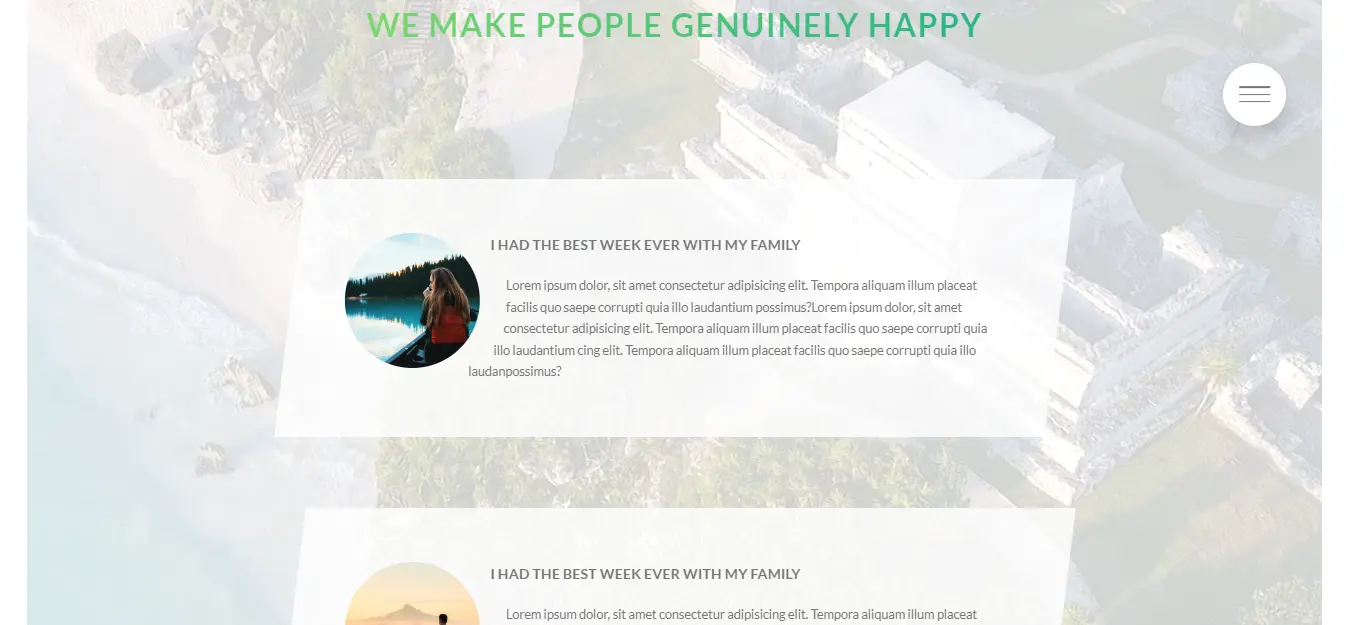 WE MAKE PEOPLE GENUINELY HAPPY
I HAD THE BEST WEEK EVER WITH MY FAMILY
Lorem ipsum dolor, sit amet consectetur adipisicing elit. Tempora aliquam illum placeat
facilis quo saepe corrupti quia illo laudantium possimus?Lorem ipsum dolor, sit amet
consectetur adipisicing elit. Tempora aliquam illum placeat facilis quo saepe corrupti quia
illo laudantium cing elit. Tempora aliquam illum placeat facilis quo saepe corrupti quia illo
laudanpossimus?
I HAD THE BEST WEEK EVER WITH MY FAMILY
Lorem ipsum dolor, sit amet consectetur adipisicing elit. Tempora aliquam illum placeat